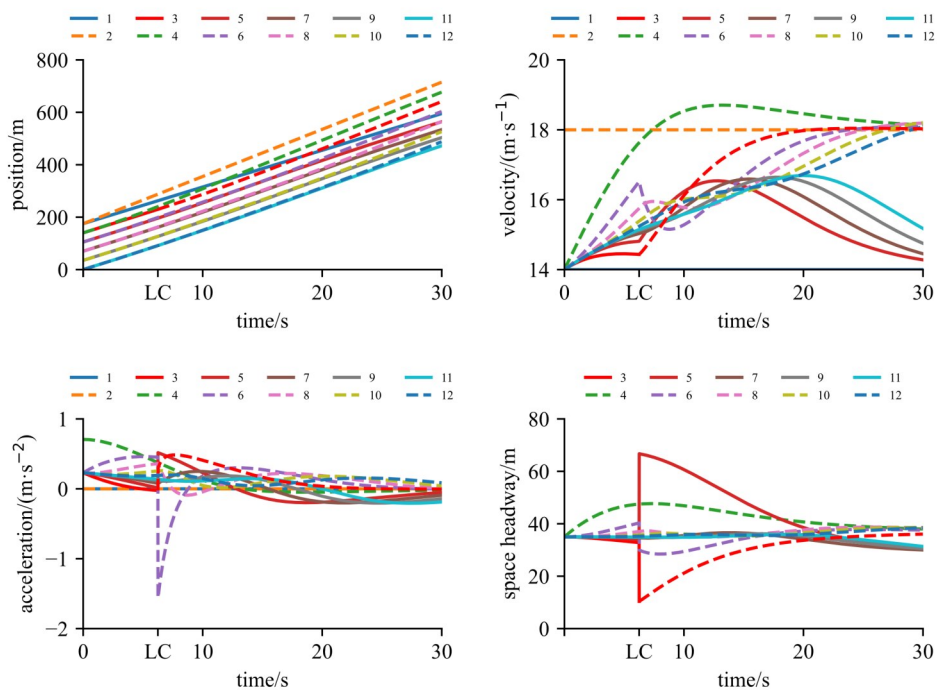 1 3 5 7 9 11
2 4 6 8 10 12
800
600
400
200
0
position/m
LC 10 20 30
time/s
1 3 5 7 9 11
2 4 6 8 10 12
20
18
16
14
velocity/(m·s⁻¹)
0 LC 10 20 30
time/s
1 3 5 7 9 11
2 4 6 8 10 12
1
0
−1
−2
acceleration/(m·s⁻²)
0 LC 10 20 30
time/s
3 5 7 9 11
4 6 8 10 12
80
60
40
20
0
space headway/m
LC 10 20 30
time/s